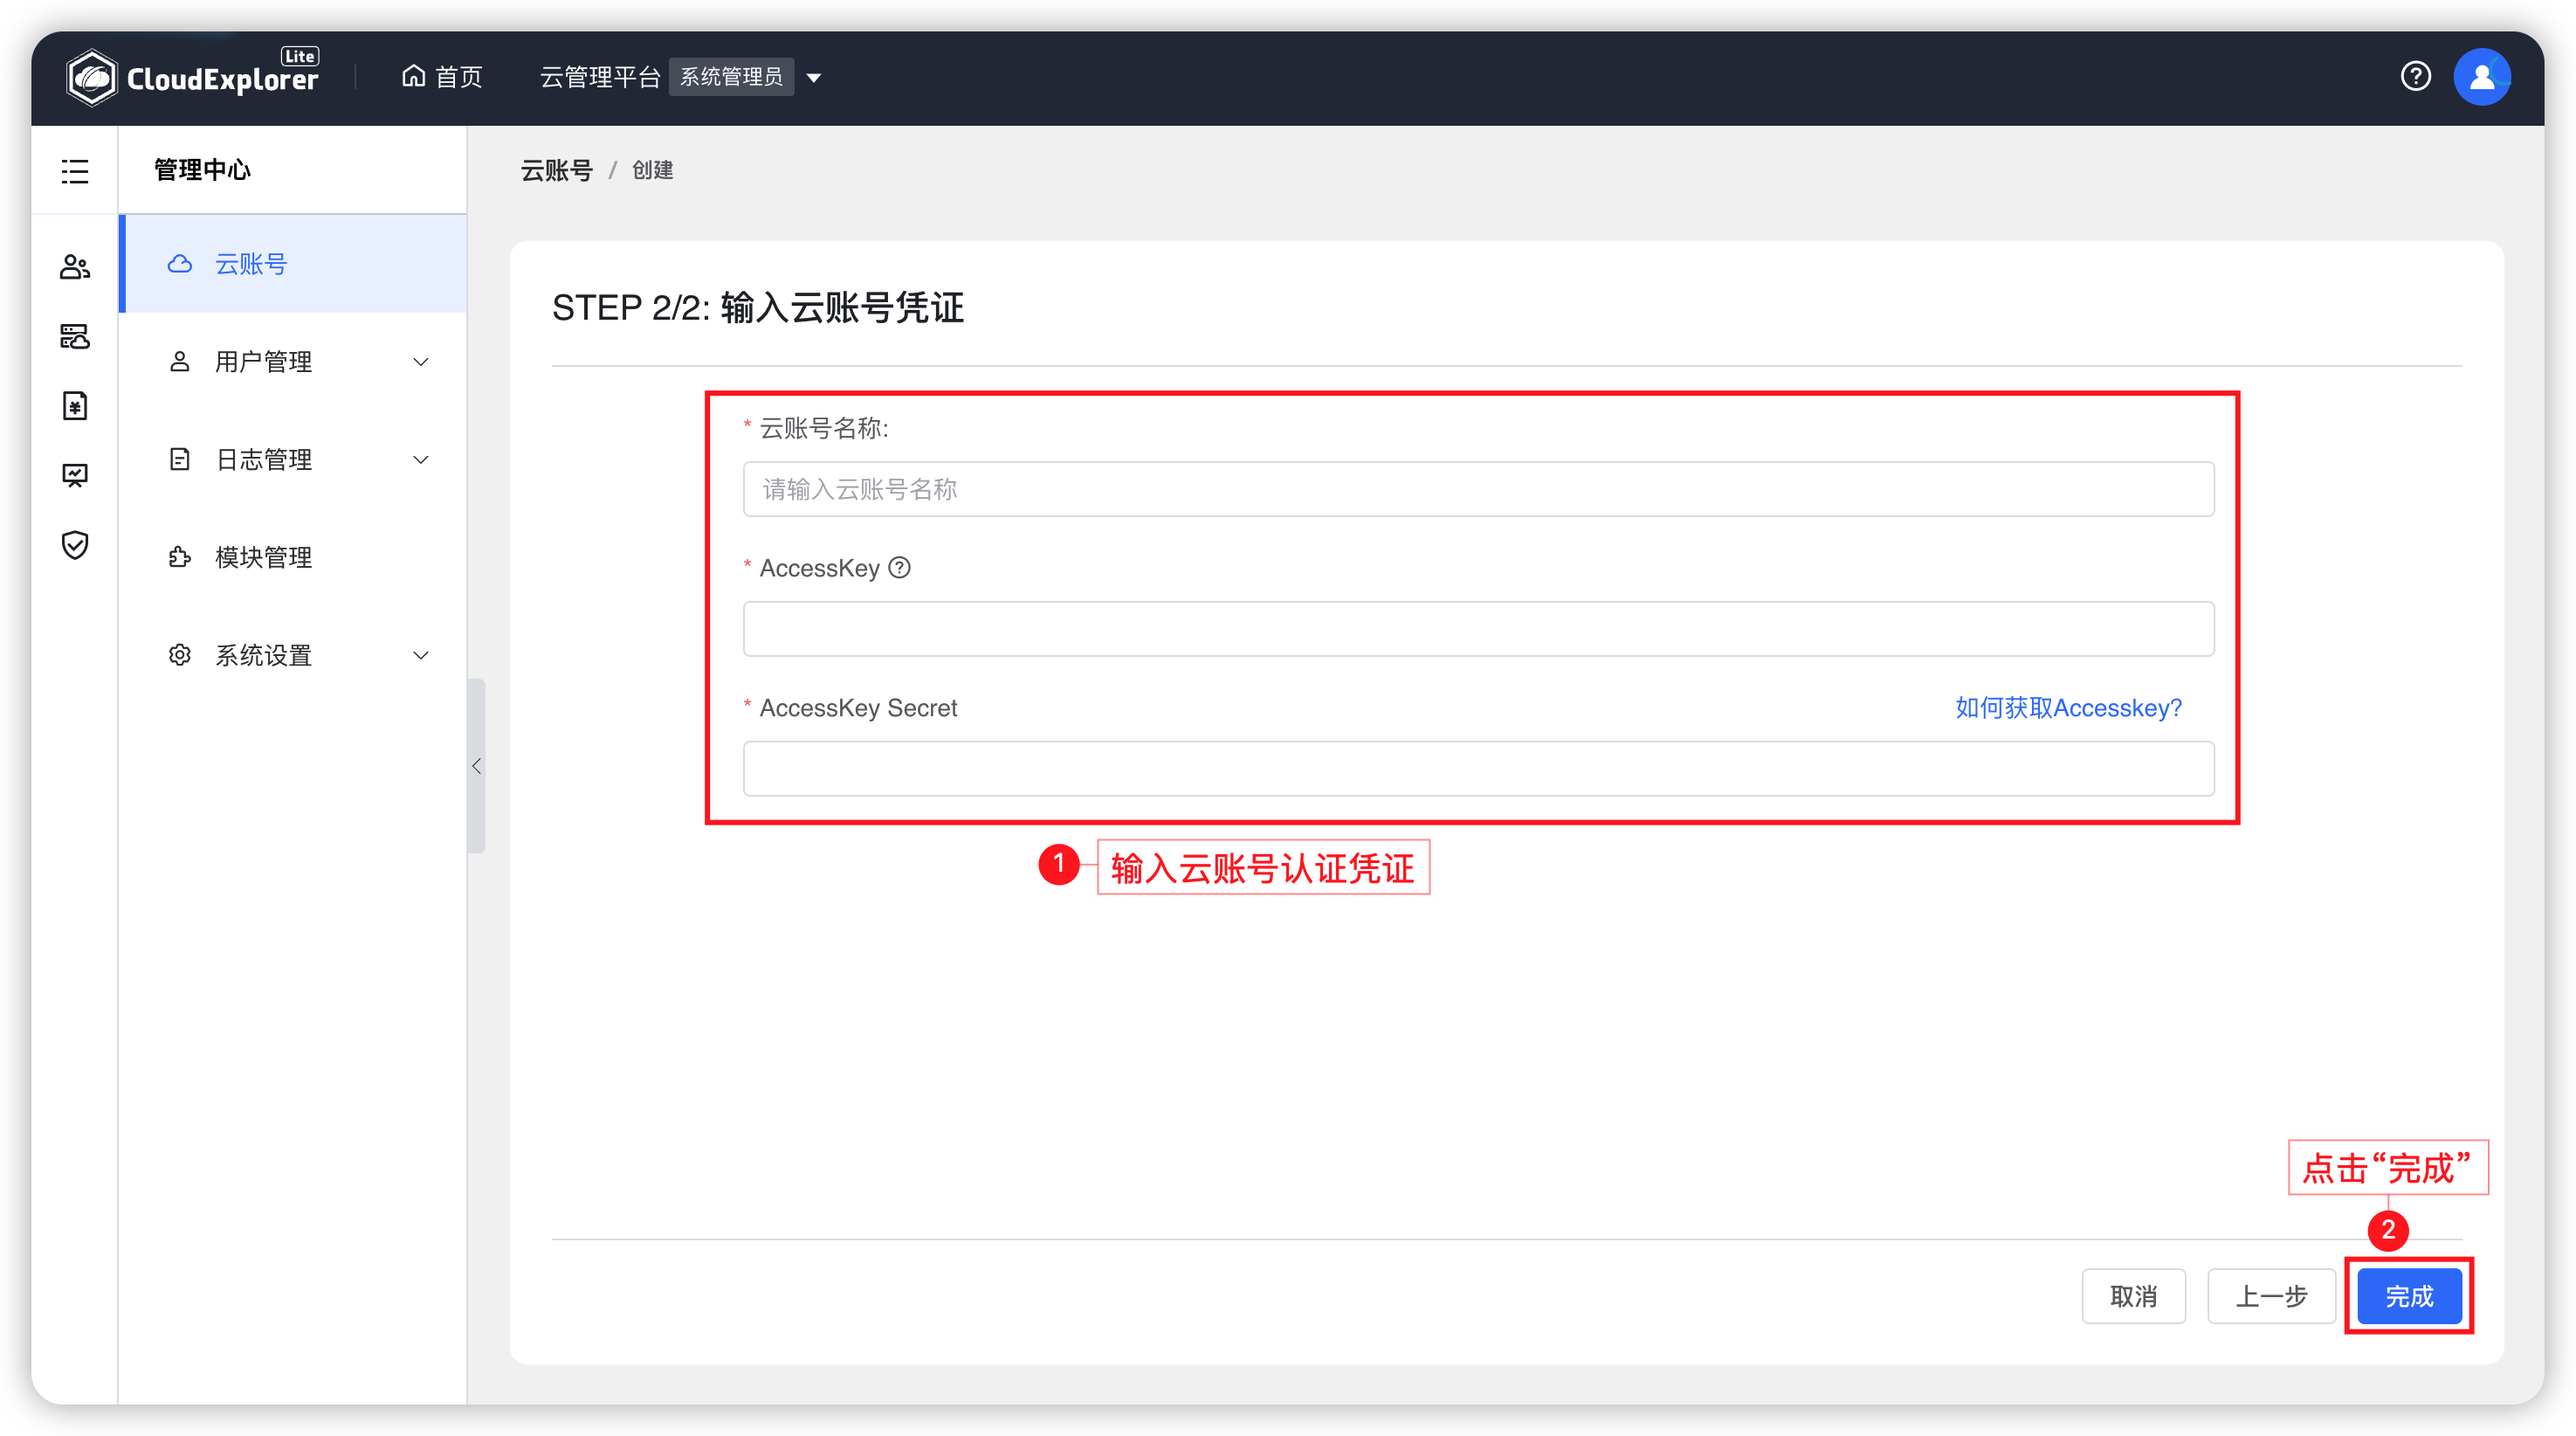 CloudExplorer Lite
首页
云管理平台 系统管理员
管理中心
云账号
用户管理
日志管理
模块管理
系统设置
云账号 / 创建
STEP 2/2: 输入云账号凭证
* 云账号名称:
请输入云账号名称
* AccessKey ?
* AccessKey Secret
如何获取Accesskey?
1 输入云账号认证凭证
点击“完成”
2
取消
上一步
完成